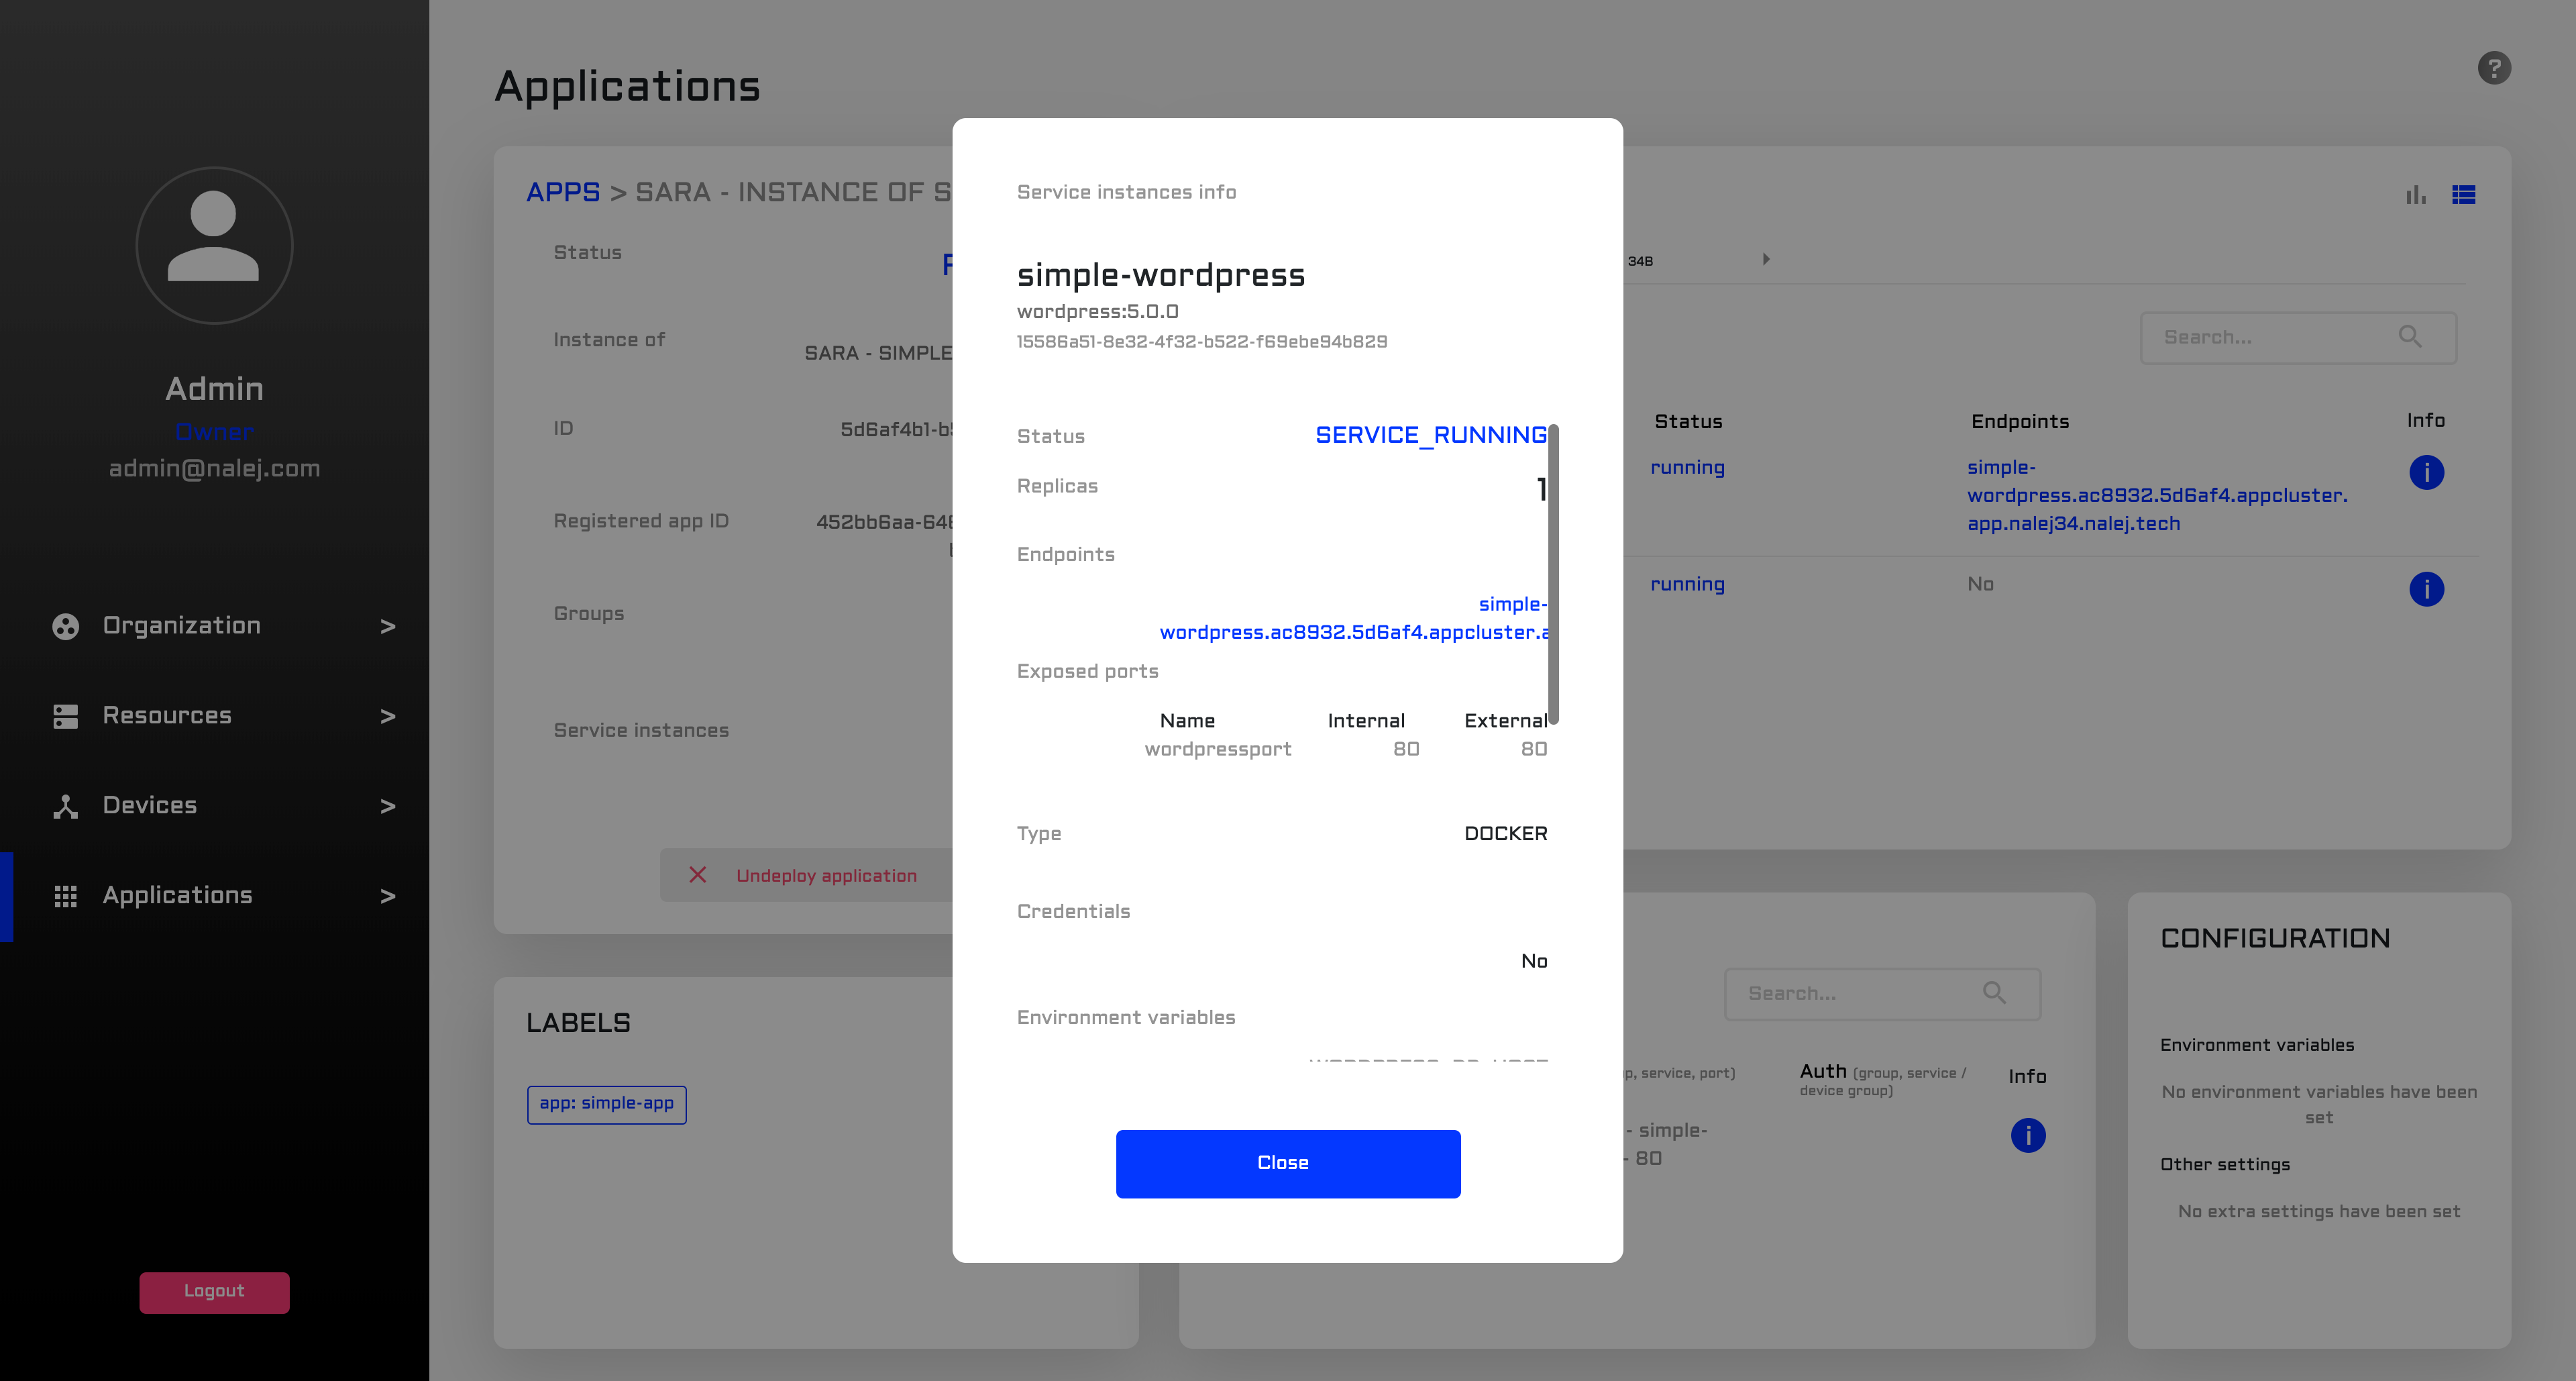 Admin
Owner
admin@nalej.com
Organization >
Resources >
Devices >
Applications >
Logout
Applications
?
APPS > SARA - INSTANCE OF S
Status
Instance of
SARA - SIMPLE
ID
5d6af4b1-b
Registered app ID
452bb6aa-646
Groups
Service instances
Undeploy application
LABELS
app: simple-app
Service instances info
simple-wordpress
wordpress:5.0.0
15586a51-8e32-4f32-b522-f69ebe94b829
Status SERVICE_RUNNING
Replicas 1
Endpoints
simple-
wordpress.ac8932.5d6af4.appcluster.a
Exposed ports
Name Internal External
wordpressport 80 80
Type DOCKER
Credentials
No
Environment variables
Close
34B
Search...
Status Endpoints Info
running simple-
wordpress.ac8932.5d6af4.appcluster.
app.nalej34.nalej.tech
running No
Search...
p, service, port) Auth (group, service /
device group) Info
- simple-
- 80
CONFIGURATION
Environment variables
No environment variables have been
set
Other settings
No extra settings have been set